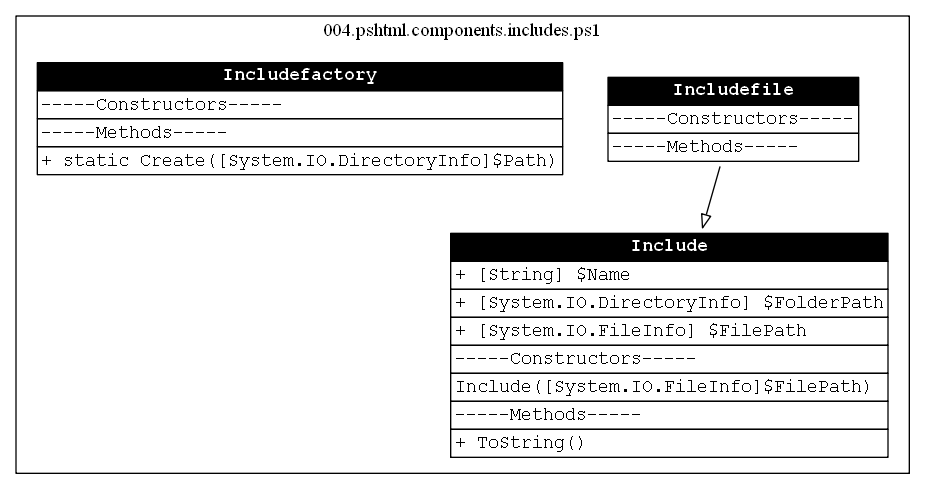 004.pshtml.components.includes.ps1
Includefactory
-----Constructors-----
-----Methods-----
+ static Create([System.IO.DirectoryInfo]$Path)
Includefile
-----Constructors-----
-----Methods-----
Include
+ [String] $Name
+ [System.IO.DirectoryInfo] $FolderPath
+ [System.IO.FileInfo] $FilePath
-----Constructors-----
Include([System.IO.FileInfo]$FilePath)
-----Methods-----
+ ToString()